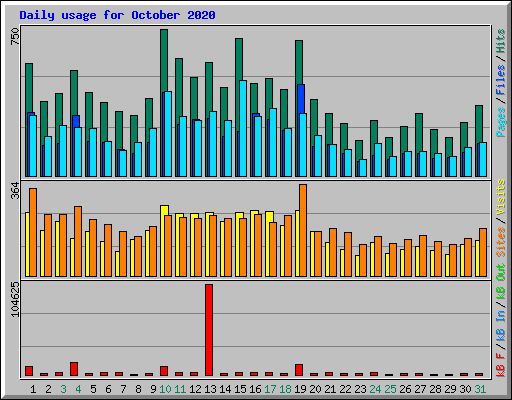 Daily usage for October 2020
750
Pages / Files / Hits
364
Sites / Visits
104625
kB F / kB In / kB Out
1 2 3 4 5 6 7 8 9 10 11 12 13 14 15 16 17 18 19 20 21 22 23 24 25 26 27 28 29 30 31